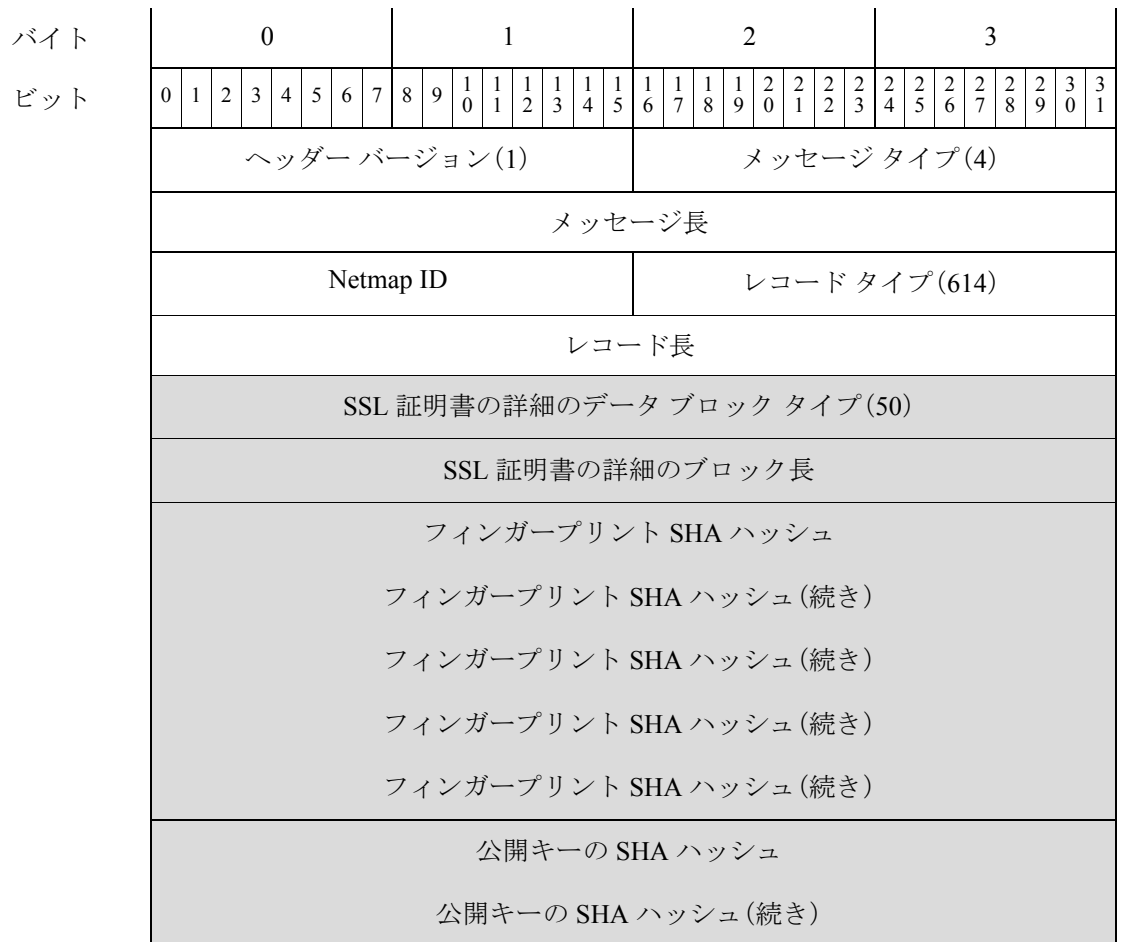 バイト 0 1 2 3
ビット 0 1 2 3 4 5 6 7 8 9 10 11 12 13 14 15 16 17 18 19 20 21 22 23 24 25 26 27 28 29 30 31
ヘッダー バージョン(1) メッセージ タイプ(4)
メッセージ長
Netmap ID レコード タイプ(614)
レコード長
SSL 証明書の詳細のデータ ブロック タイプ(50)
SSL 証明書の詳細のブロック長
フィンガープリント SHA ハッシュ
フィンガープリント SHA ハッシュ(続き)
フィンガープリント SHA ハッシュ(続き)
フィンガープリント SHA ハッシュ(続き)
フィンガープリント SHA ハッシュ(続き)
公開キーの SHA ハッシュ
公開キーの SHA ハッシュ(続き)